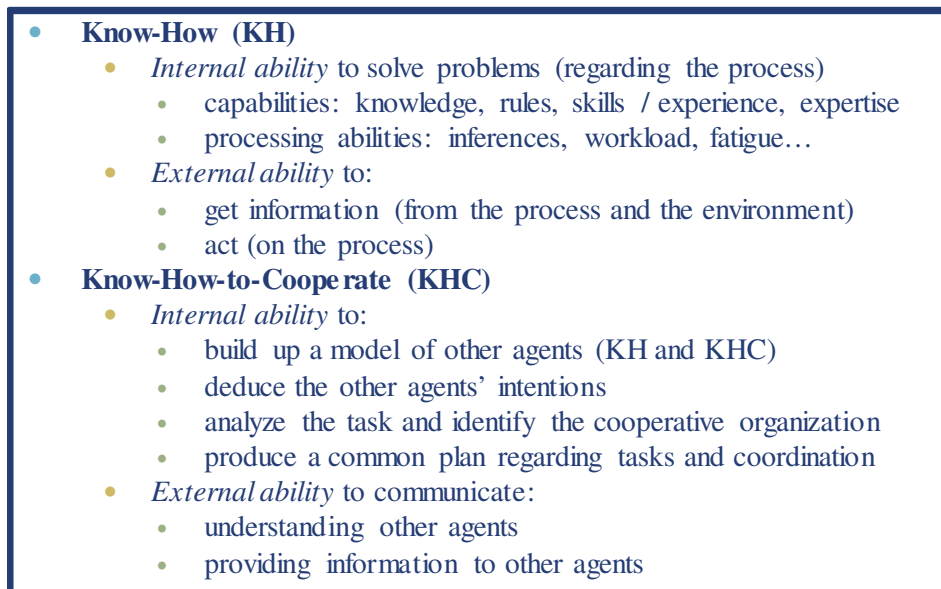 • Know-How (KH)
• Internal ability to solve problems (regarding the process)
• capabilities: knowledge, rules, skills / experience, expertise
• processing abilities: inferences, workload, fatigue…
• External ability to:
• get information (from the process and the environment)
• act (on the process)
• Know-How-to-Cooperate (KHC)
• Internal ability to:
• build up a model of other agents (KH and KHC)
• deduce the other agents’ intentions
• analyze the task and identify the cooperative organization
• produce a common plan regarding tasks and coordination
• External ability to communicate:
• understanding other agents
• providing information to other agents